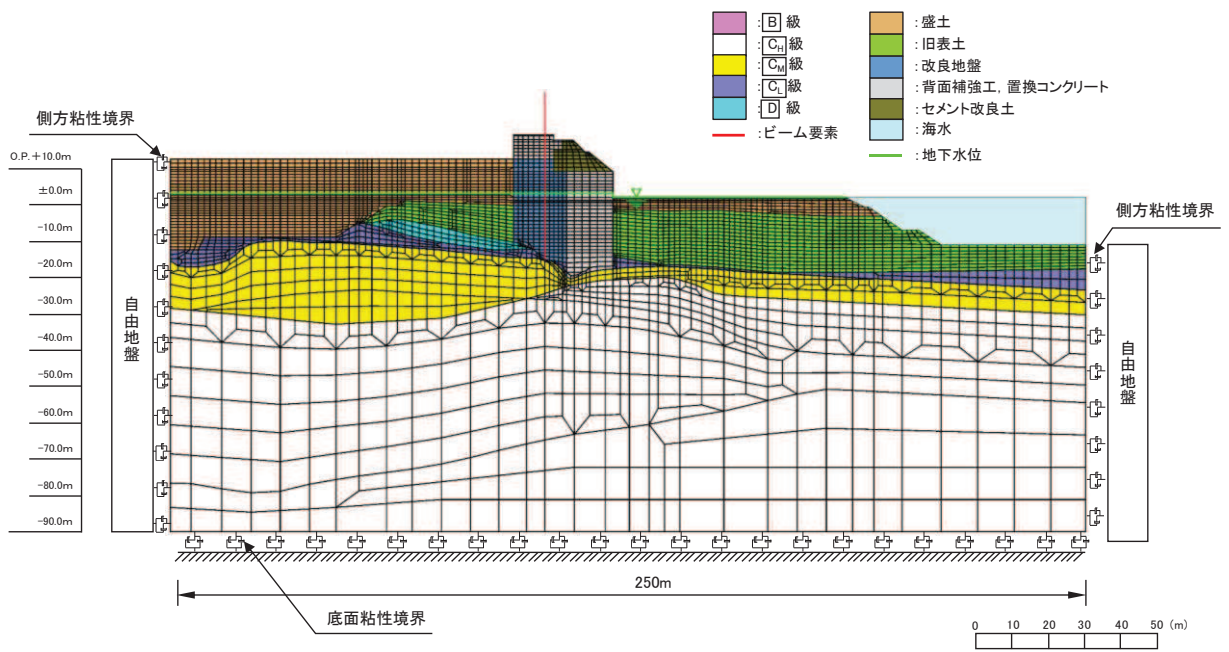 :B 級
:CH級
:CM級
:CL級
:D 級
:ビーム要素
:盛土
:旧表土
:改良地盤
:背面補強工，置換コンクリート
:セメント改良土
:海水
:地下水位
側方粘性境界
O.P.+10.0m
±0.0m
-10.0m
-20.0m
-30.0m
-40.0m
-50.0m
-60.0m
-70.0m
-80.0m
-90.0m
自由地盤
側方粘性境界
自由地盤
250m
底面粘性境界
0 10 20 30 40 50 (m)